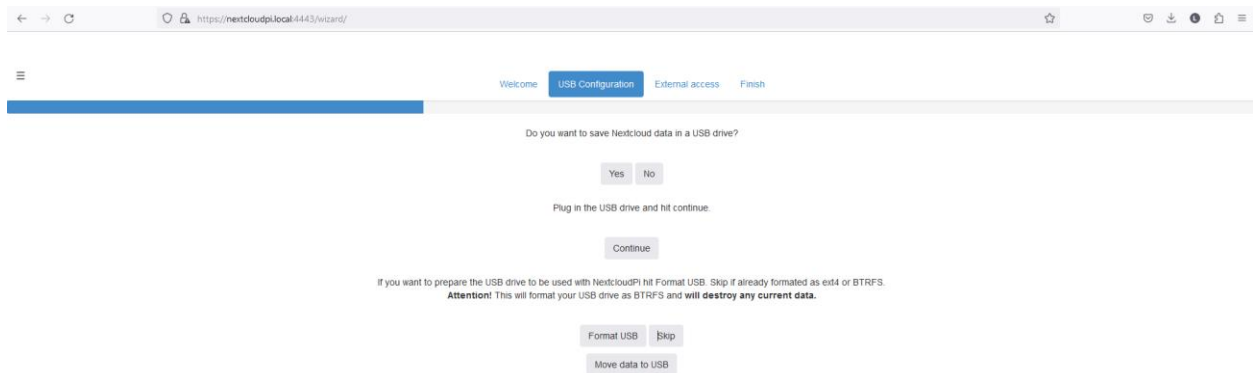 https://nextcloudpi.local:4443/wizard/
Welcome USB Configuration External access Finish
Do you want to save Nextcloud data in a USB drive?
Yes No
Plug in the USB drive and hit continue.
Continue
If you want to prepare the USB drive to be used with NextcloudPi hit Format USB. Skip if already formated as ext4 or BTRFS.
Attention! This will format your USB drive as BTRFS and will destroy any current data.
Format USB Skip
Move data to USB